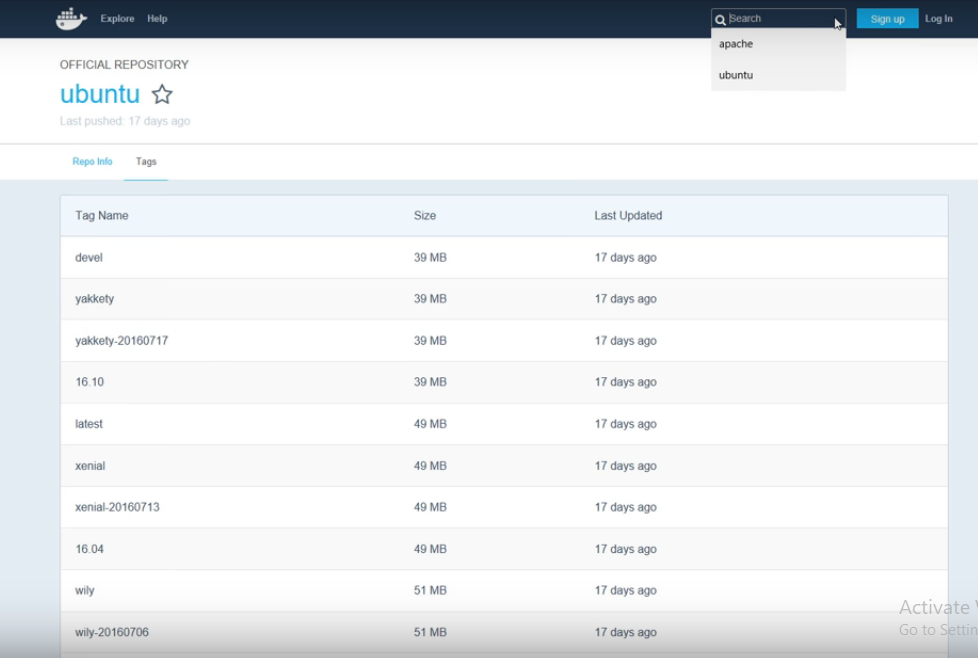 Explore Help Search Sign up Log In
apache
ubuntu
OFFICIAL REPOSITORY
ubuntu
Last pushed: 17 days ago
Repo Info Tags
Tag Name Size Last Updated
devel 39 MB 17 days ago
yakkety 39 MB 17 days ago
yakkety-20160717 39 MB 17 days ago
16.10 39 MB 17 days ago
latest 49 MB 17 days ago
xenial 49 MB 17 days ago
xenial-20160713 49 MB 17 days ago
16.04 49 MB 17 days ago
wily 51 MB 17 days ago
Activate
wily-20160706 51 MB 17 days ago
Go to Settin